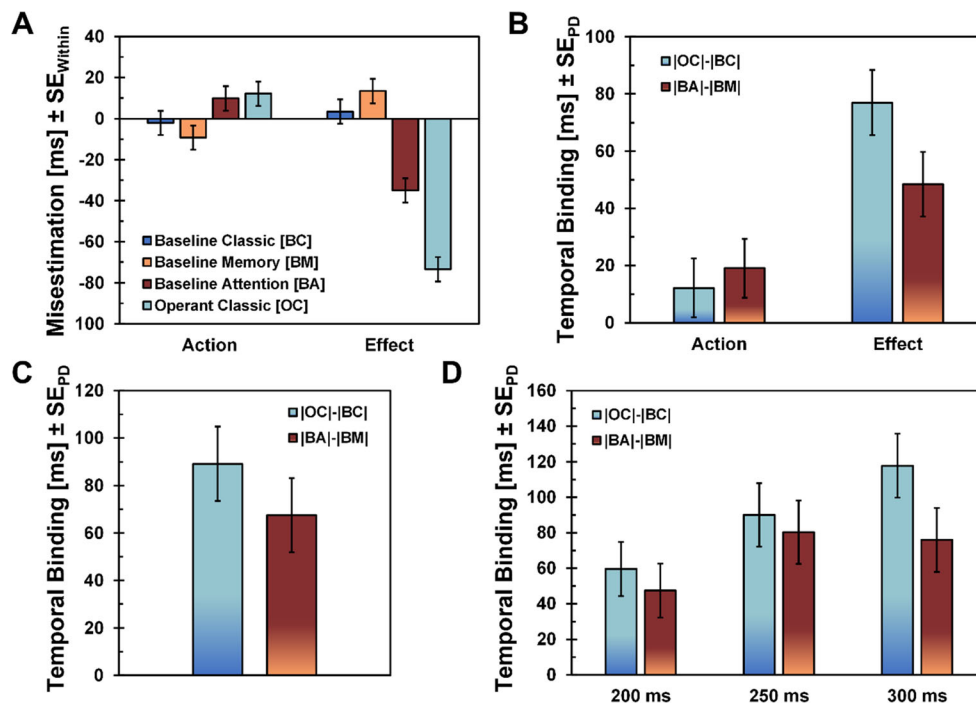 A
Misestimation [ms] ± SEWithin
40
20
0
-20
-40
-60
-80
100
Baseline Classic [BC]
Baseline Memory [BM]
Baseline Attention [BA]
Operant Classic [OC]
Action
Effect
B
Temporal Binding [ms] ± SEPD
100
80
60
40
20
0
|OC|-|BC|
|BA|-|BM|
Action
Effect
C
Temporal Binding [ms] ± SEPD
120
100
80
60
40
20
0
|OC|-|BC|
|BA|-|BM|
D
Temporal Binding [ms] ± SEPD
160
140
120
100
80
60
40
20
0
|OC|-|BC|
|BA|-|BM|
200 ms
250 ms
300 ms